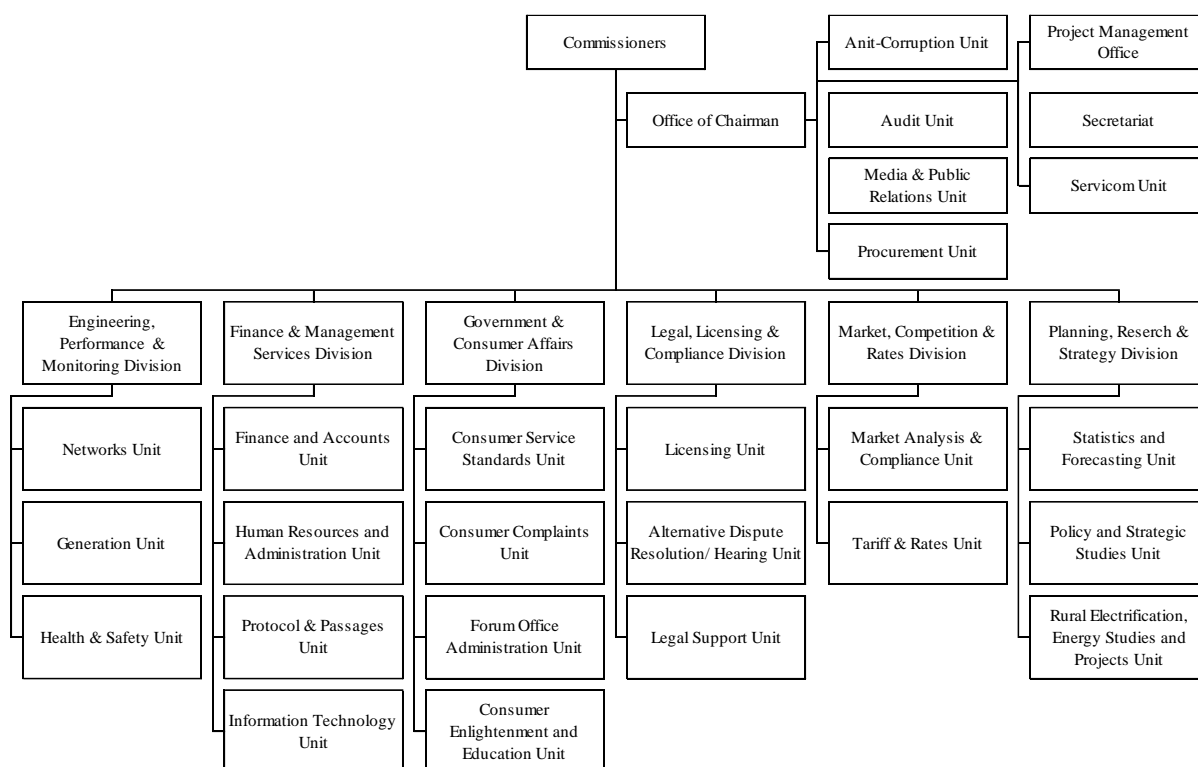 Commissioners
Anit-Corruption Unit
Project Management
Office
Office of Chairman
Audit Unit
Secretariat
Media & Public
Relations Unit
Servicom Unit
Procurement Unit
Engineering,
Performance &
Monitoring Division
Finance & Management
Services Division
Government &
Consumer Affairs
Division
Legal, Licensing &
Compliance Division
Market, Competition &
Rates Division
Planning, Reserch &
Strategy Division
Networks Unit
Finance and Accounts
Unit
Consumer Service
Standards Unit
Licensing Unit
Market Analysis &
Compliance Unit
Statistics and
Forecasting Unit
Generation Unit
Human Resources and
Administration Unit
Consumer Complaints
Unit
Alternative Dispute
Resolution/ Hearing Unit
Tariff & Rates Unit
Policy and Strategic
Studies Unit
Health & Safety Unit
Protocol & Passages
Unit
Forum Office
Administration Unit
Legal Support Unit
Rural Electrification,
Energy Studies and
Projects Unit
Information Technology
Unit
Consumer
Enlightenment and
Education Unit